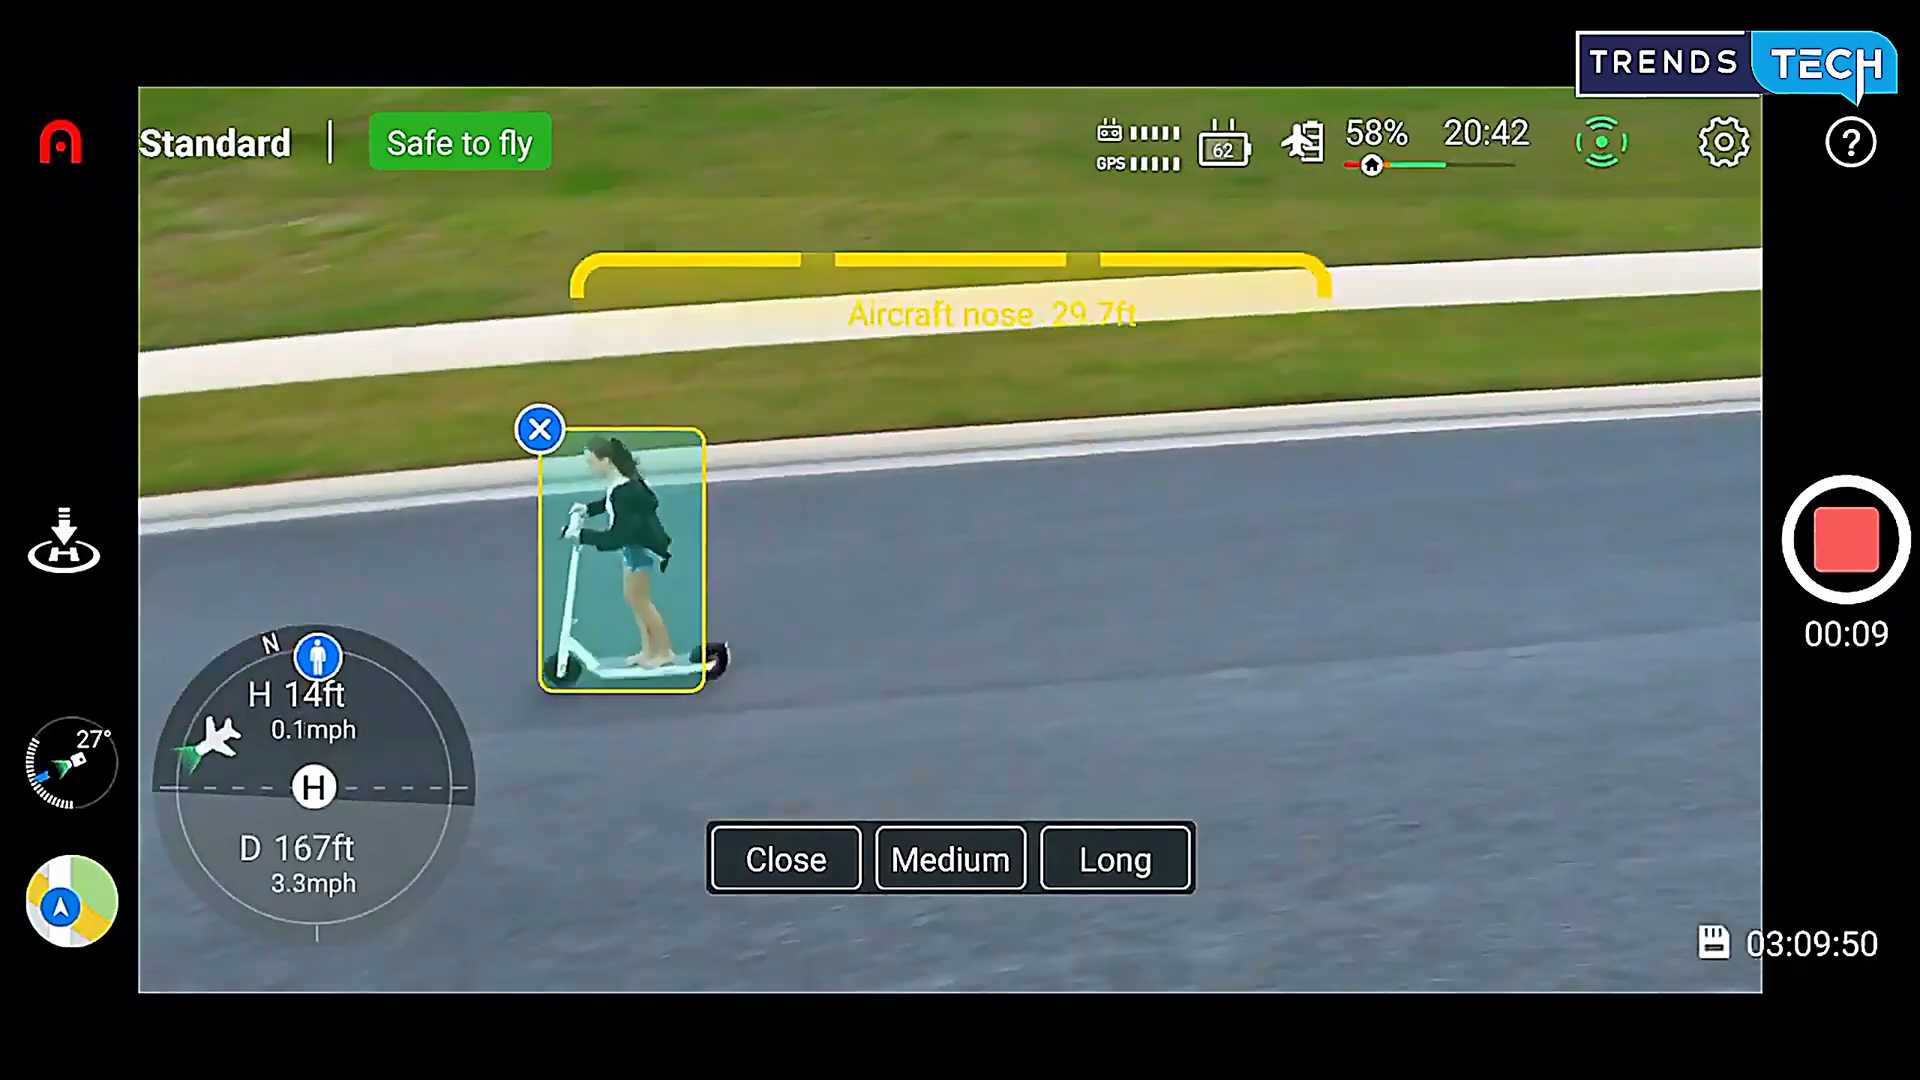 TRENDS TECH
Standard | Safe to fly
58% 20:42
GPS 62
?
Aircraft nose 29.7ft
N
H 14ft
0.1mph
27°
H
D 167ft
3.3mph
00:09
Close Medium Long
03:09:50